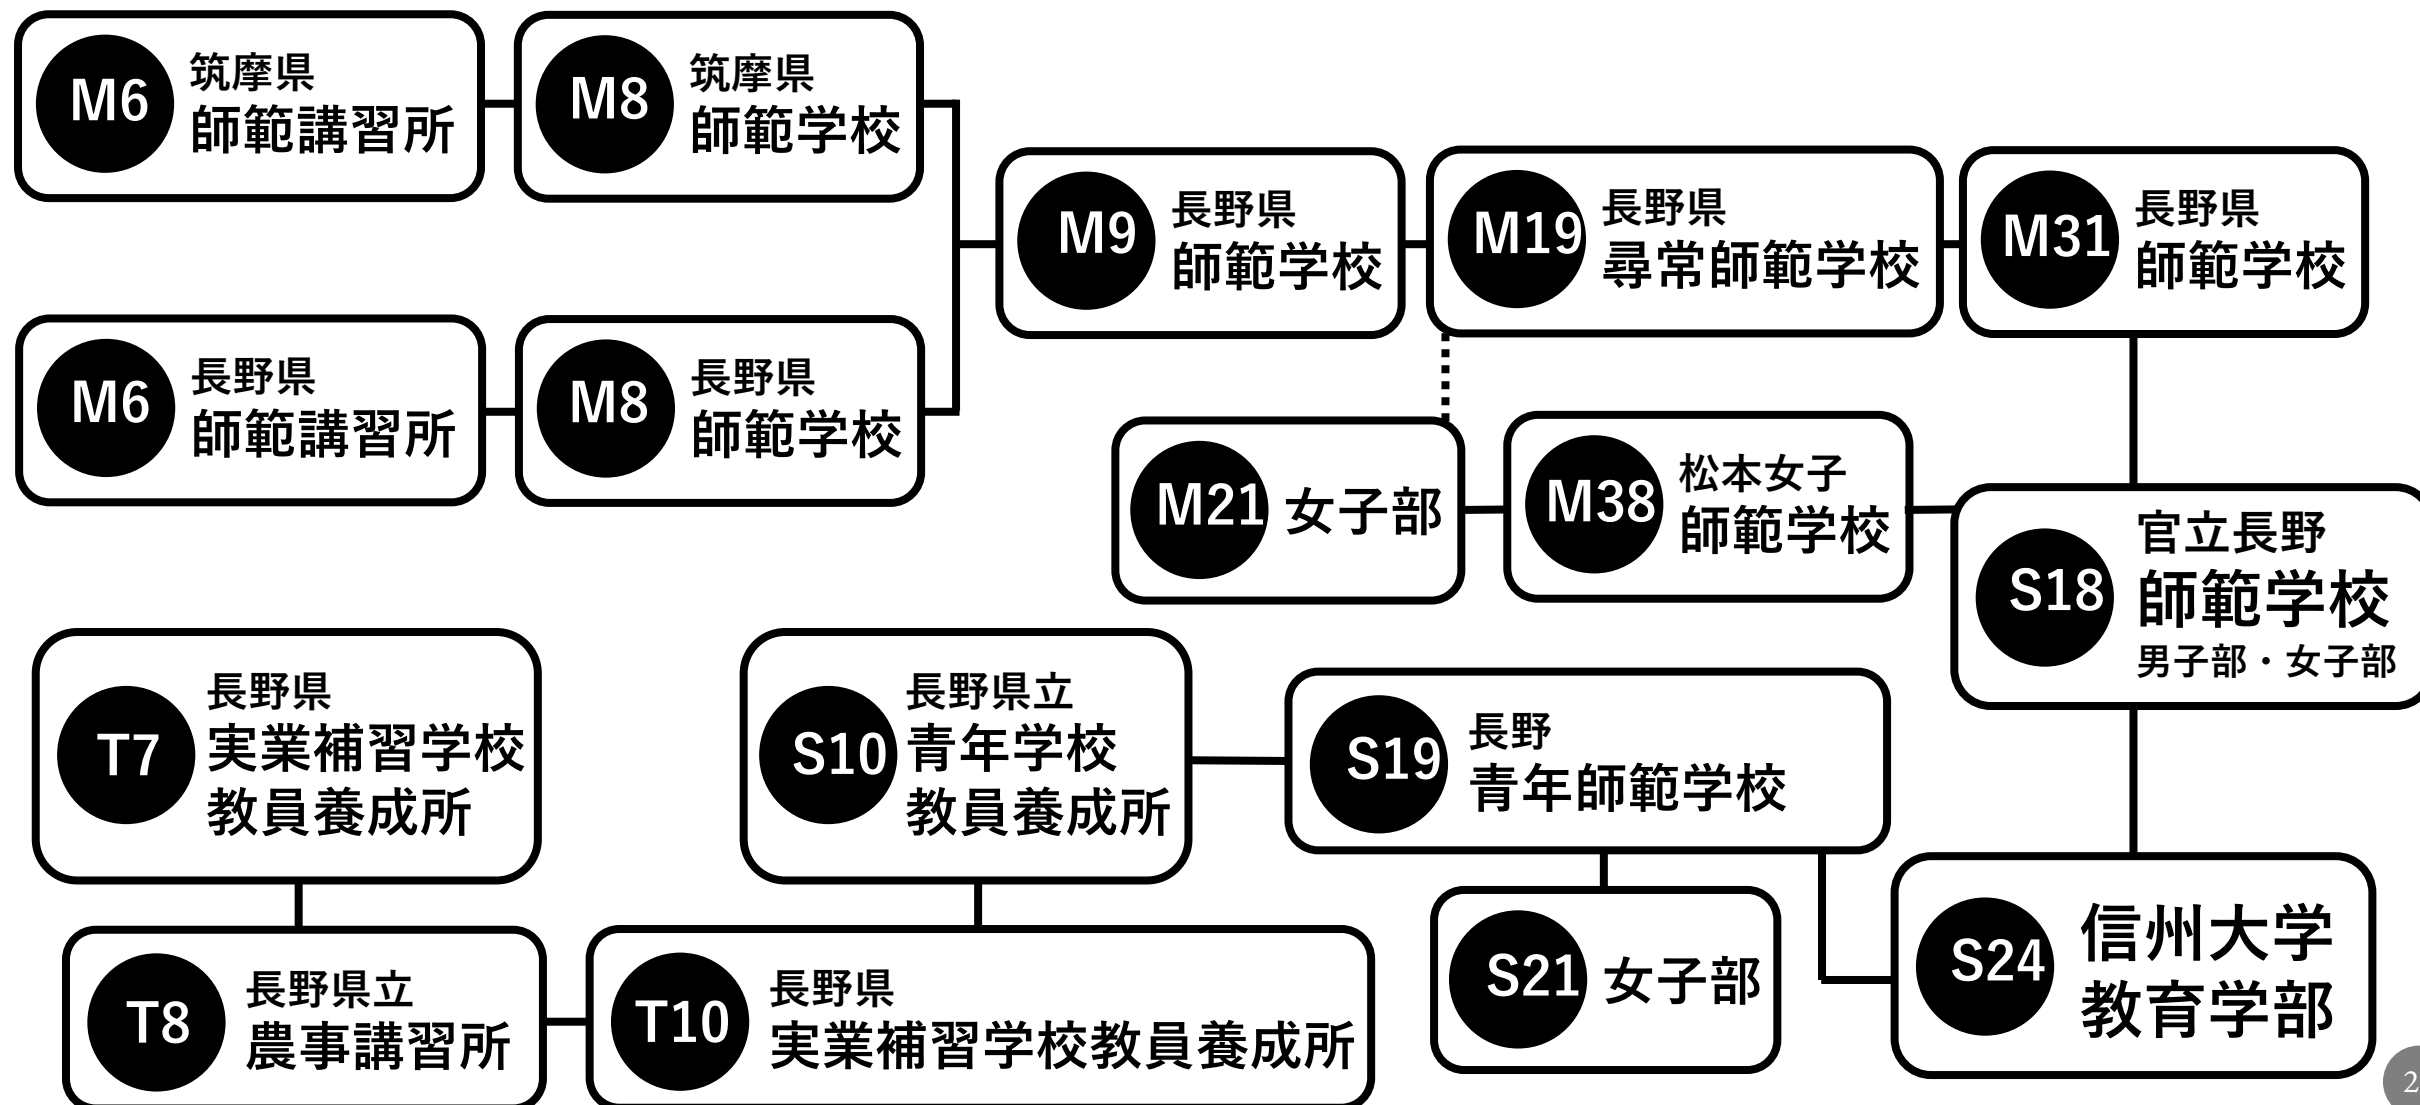 M6
筑摩県
師範講習所
M8
筑摩県
師範学校
M6
長野県
師範講習所
M8
長野県
師範学校
M9
長野県
師範学校
M19
長野県
尋常師範学校
M31
長野県
師範学校
M21
女子部
M38
松本女子
師範学校
S18
官立長野
師範学校
男子部・女子部
T7
長野県
実業補習学校
教員養成所
T8
長野県立
農事講習所
T10
長野県
実業補習学校教員養成所
S10
長野県立
青年学校
教員養成所
S19
長野
青年師範学校
S21
女子部
S24
信州大学
教育学部
2